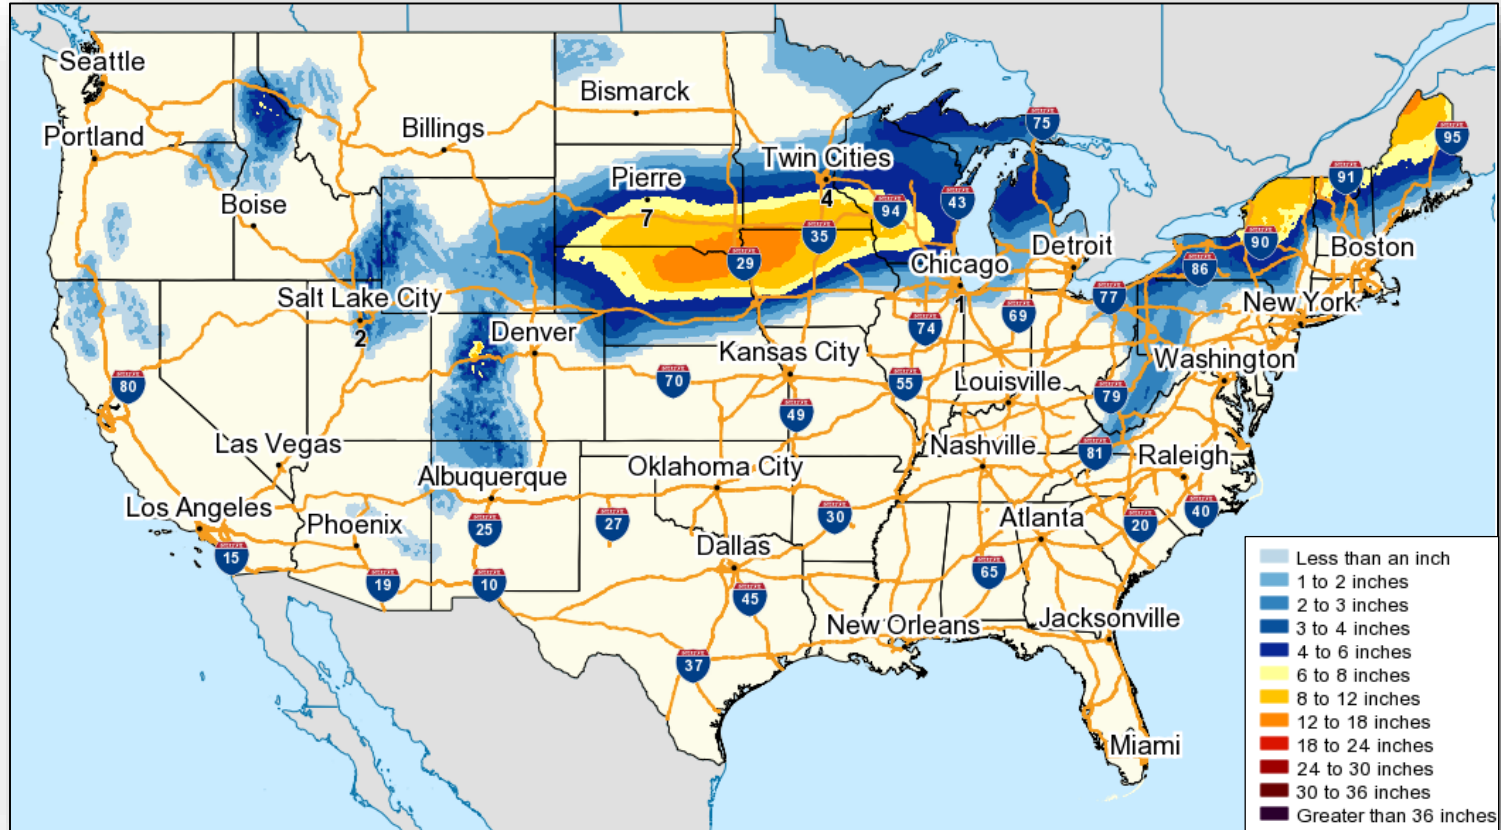 Seattle
Portland
Boise
Billings
Bismarck
Pierre
7
Twin Cities
4
75
95
91
43
94
35
29
90
86
Boston
Detroit
Chicago
1
77
New York
69
74
Salt Lake City
2
Denver
Kansas City
Washington
80
70
55
Louisville
79
49
Las Vegas
Albuquerque
Oklahoma City
Nashville
81
Raleigh
Los Angeles
Phoenix
25
27
30
Atlanta
20
40
15
19
10
Dallas
45
65
New Orleans
Jacksonville
37
Miami
Less than an inch
1 to 2 inches
2 to 3 inches
3 to 4 inches
4 to 6 inches
6 to 8 inches
8 to 12 inches
12 to 18 inches
18 to 24 inches
24 to 30 inches
30 to 36 inches
Greater than 36 inches